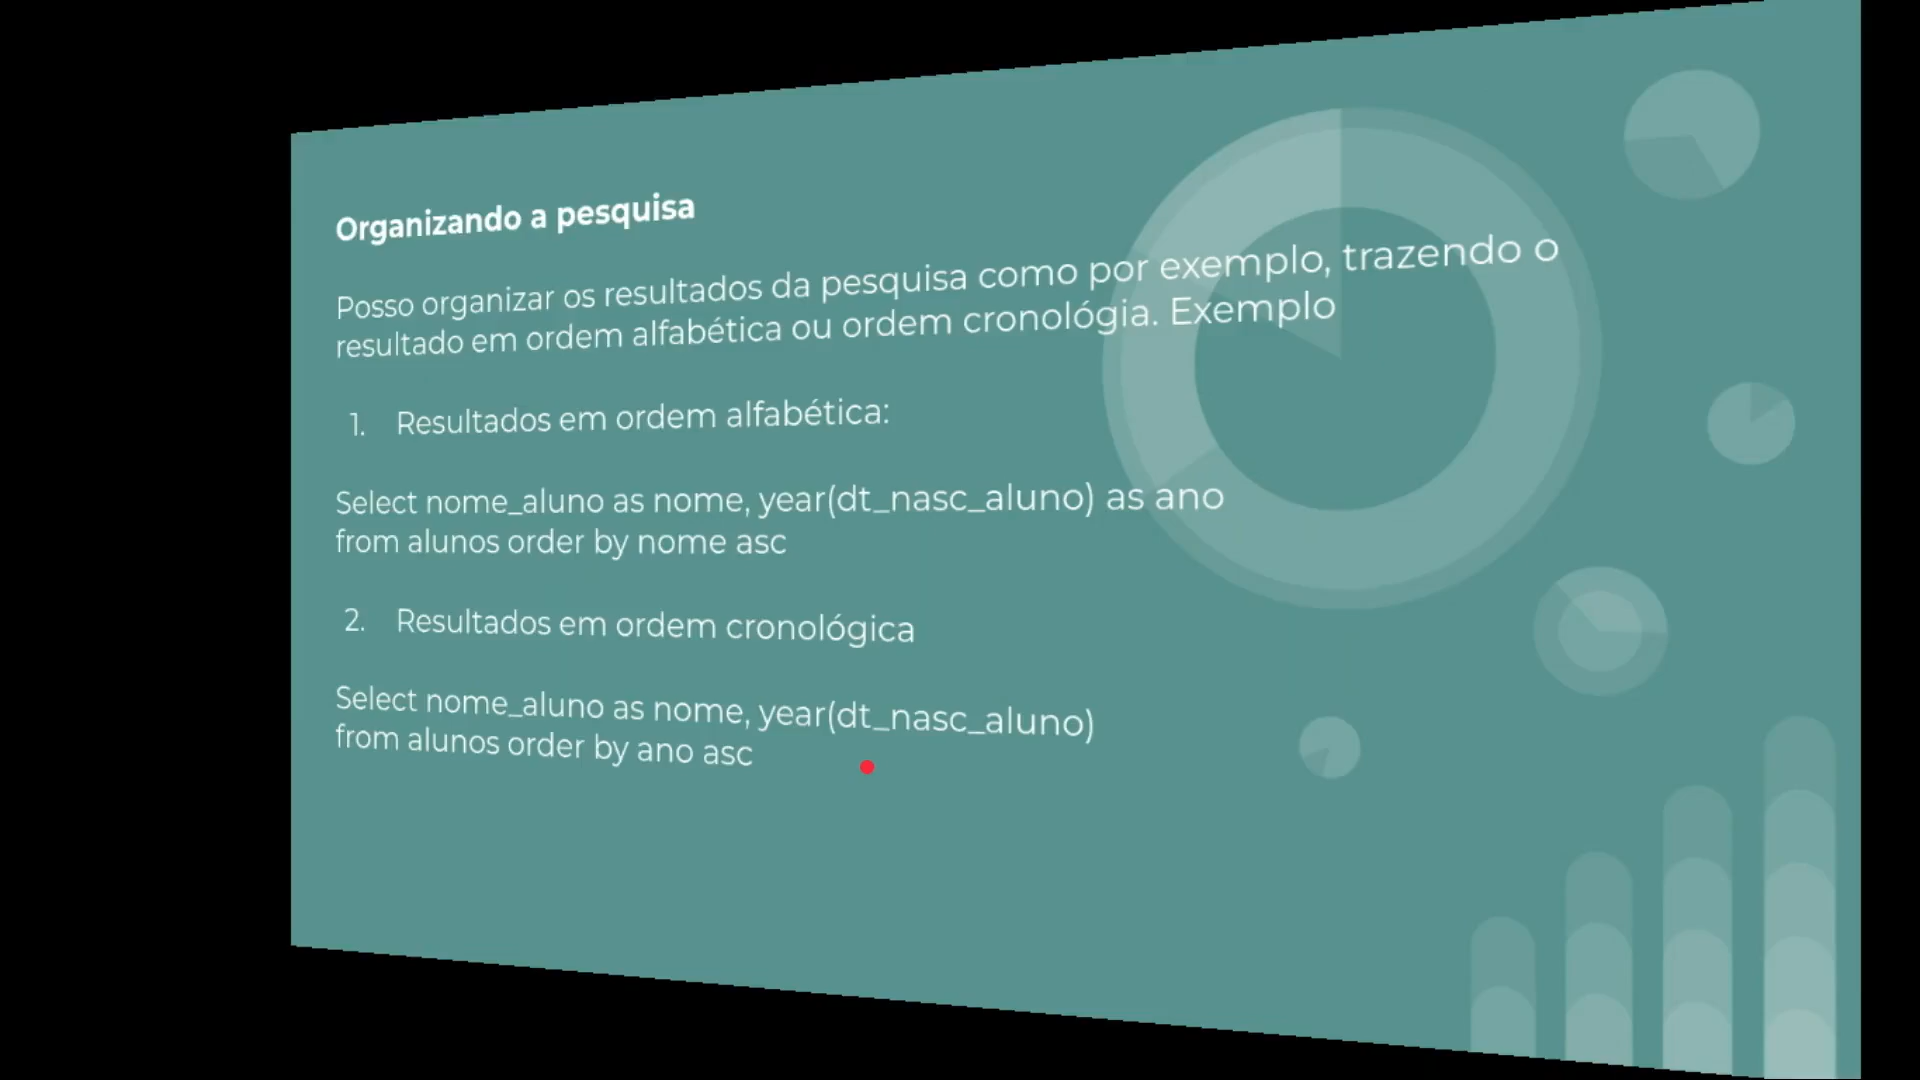 Organizando a pesquisa
Posso organizar os resultados da pesquisa como por exemplo, trazendo o
resultado em ordem alfabética ou ordem cronológia. Exemplo
1. Resultados em ordem alfabética:
Select nome_aluno as nome, year(dt_nasc_aluno) as ano
from alunos order by nome asc
2. Resultados em ordem cronológica
Select nome_aluno as nome, year(dt_nasc_aluno)
from alunos order by ano asc